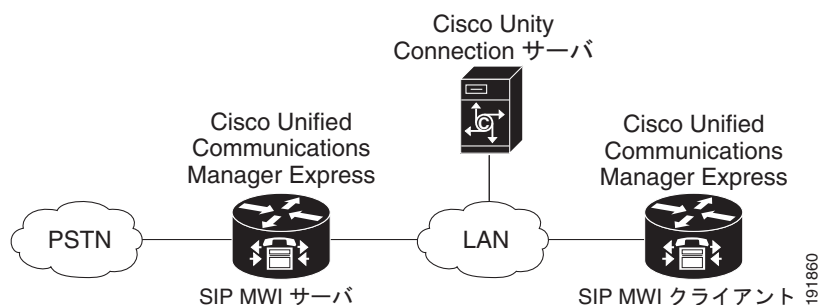 Cisco Unity
Connection サーバ
Cisco Unified
Communications
Manager Express
Cisco Unified
Communications
Manager Express
PSTN
LAN
SIP MWI サーバ
SIP MWI クライアント
191860